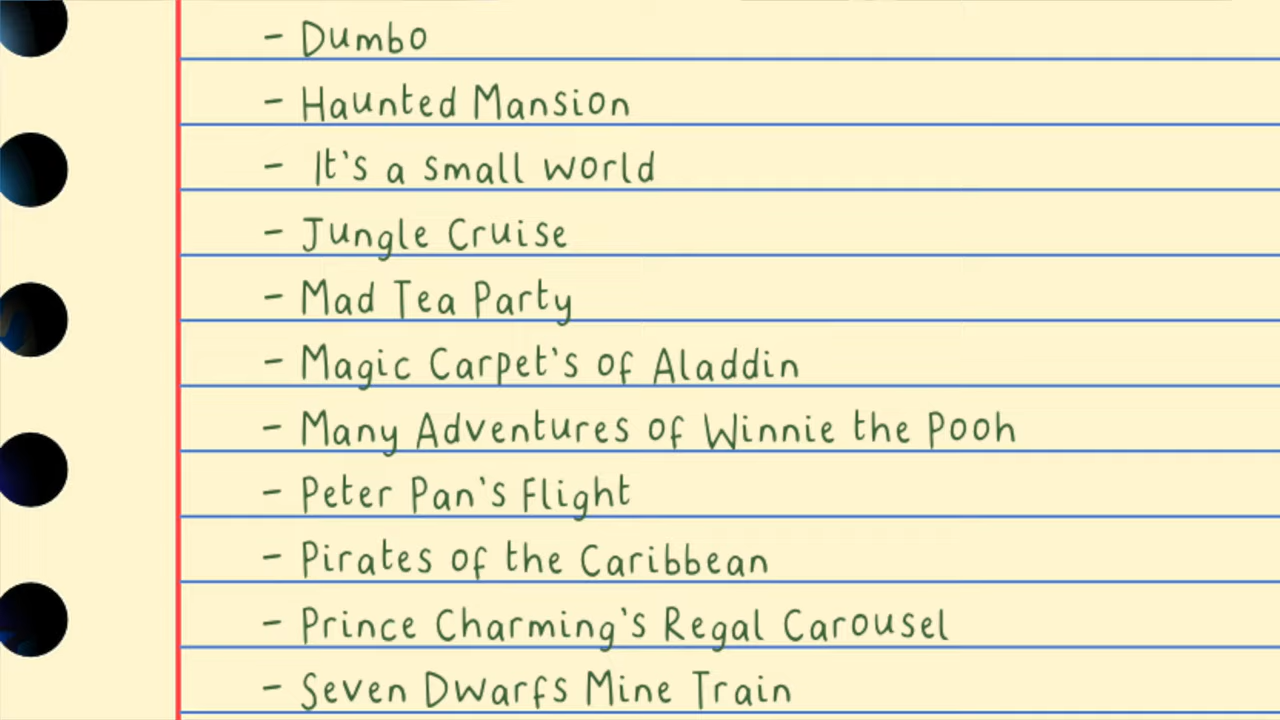 - Dumbo
- Haunted Mansion
- It's a small world
- Jungle Cruise
- Mad Tea Party
- Magic Carpet's of Aladdin
- Many Adventures of Winnie the Pooh
- Peter Pan's Flight
- Pirates of the Caribbean
- Prince Charming's Regal Carousel
- Seven Dwarfs Mine Train